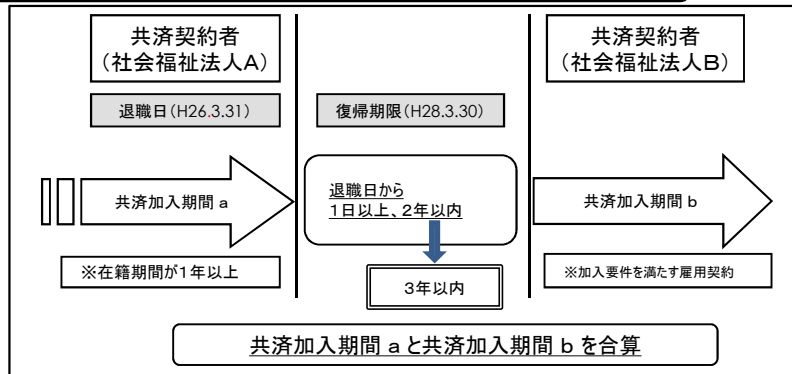 共済契約者
(社会福祉法人A)
共済契約者
(社会福祉法人B)
退職日(H26.3.31)
復帰期限(H28.3.30)
共済加入期間 a
退職日から
1日以上、2年以内
共済加入期間 b
※在籍期間が1年以上
3年以内
※加入要件を満たす雇用契約
共済加入期間 a と共済加入期間 b を合算